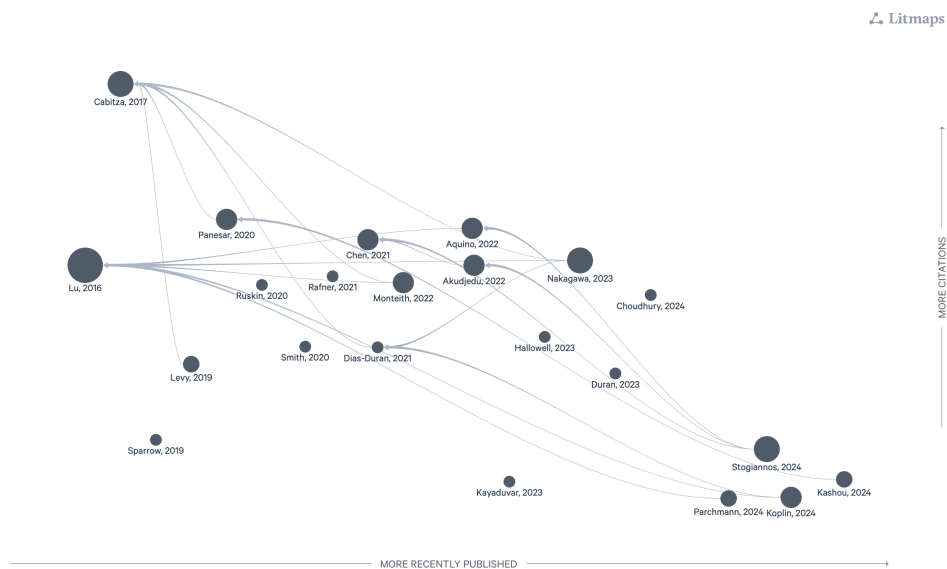 Litmaps
Cabitza, 2017
Panesar, 2020
Chen, 2021
Aquino, 2022
Lu, 2016
Ruskin, 2020
Rafner, 2021
Monteith, 2022
Akudjedu, 2022
Nakagawa, 2023
Choudhury, 2024
MORE CITATIONS
Smith, 2020
Dias-Duran, 2021
Hallowell, 2023
Levy, 2019
Duran, 2023
Sparrow, 2019
Stogiannos, 2024
Kayaduvar, 2023
Kashou, 2024
Parchmann, 2024
Koplin, 2024
MORE RECENTLY PUBLISHED